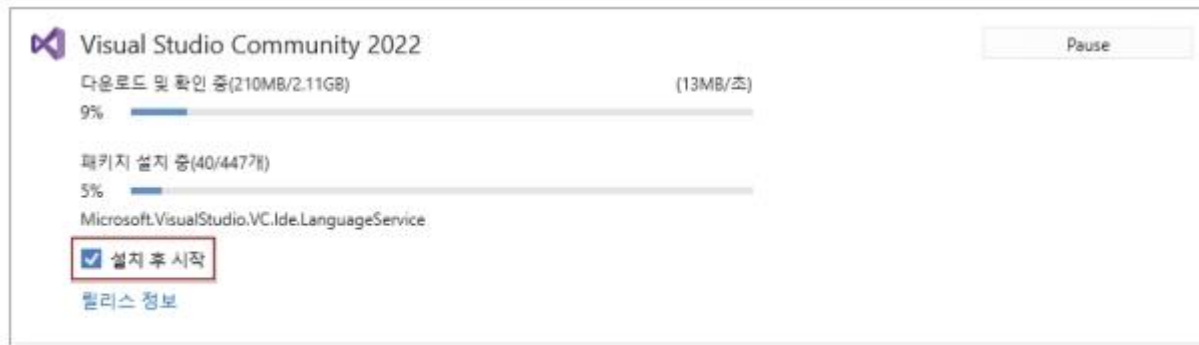 Visual Studio Community 2022
Pause
다운로드 및 확인 중(210MB/2.11GB) (13MB/초)
9%
패키지 설치 중(40/447개)
5%
Microsoft.VisualStudio.VC.Ide.LanguageService
설치 후 시작
릴리스 정보